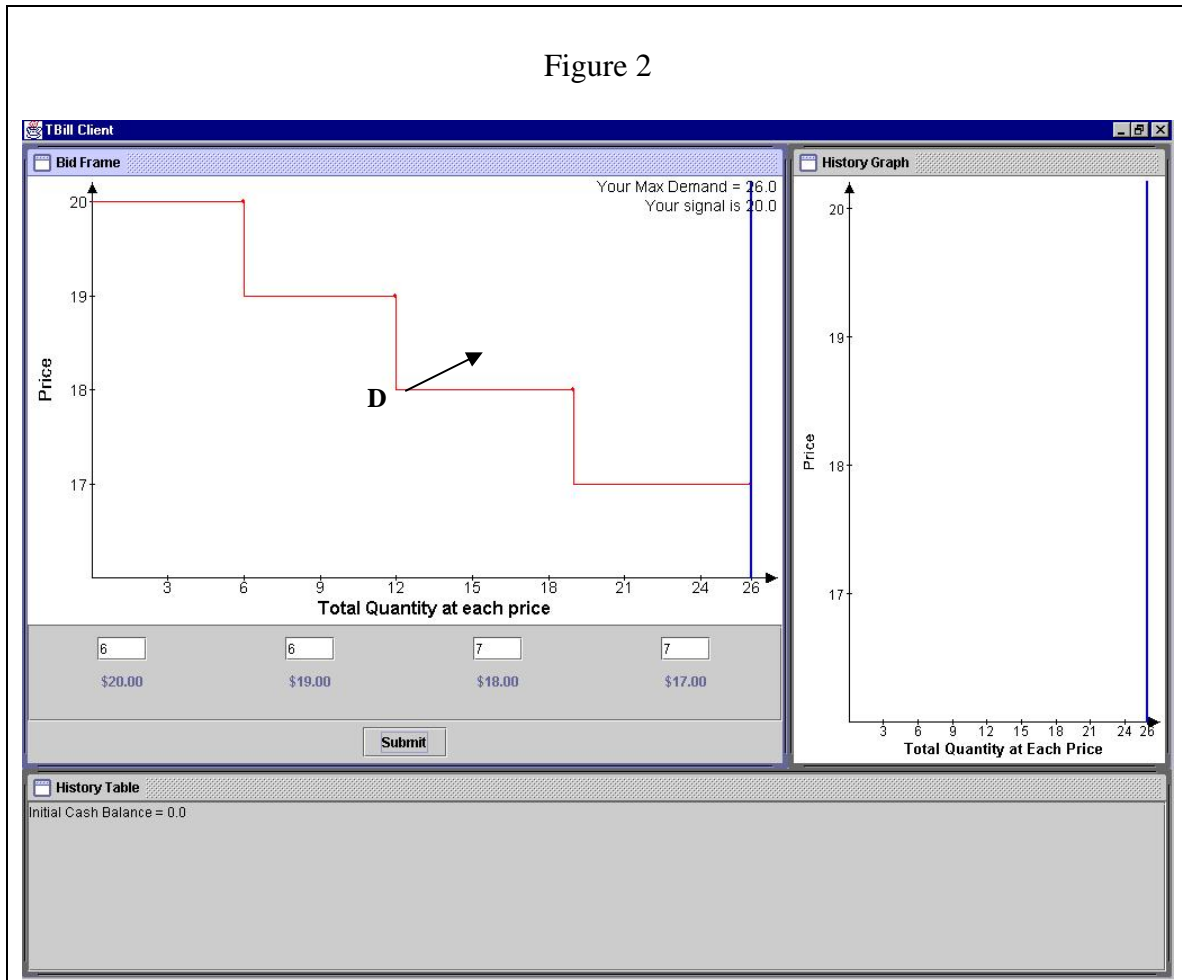 Figure 2
TBill Client
Bid Frame
Your Max Demand = 26.0
Your signal is 20.0
20
19
18
17
Price
D
3 6 9 12 15 18 21 24 26
Total Quantity at each price
6 6 7 7
$20.00 $19.00 $18.00 $17.00
Submit
History Graph
20
19
18
17
Price
3 6 9 12 15 18 21 24 26
Total Quantity at Each Price
History Table
Initial Cash Balance = 0.0